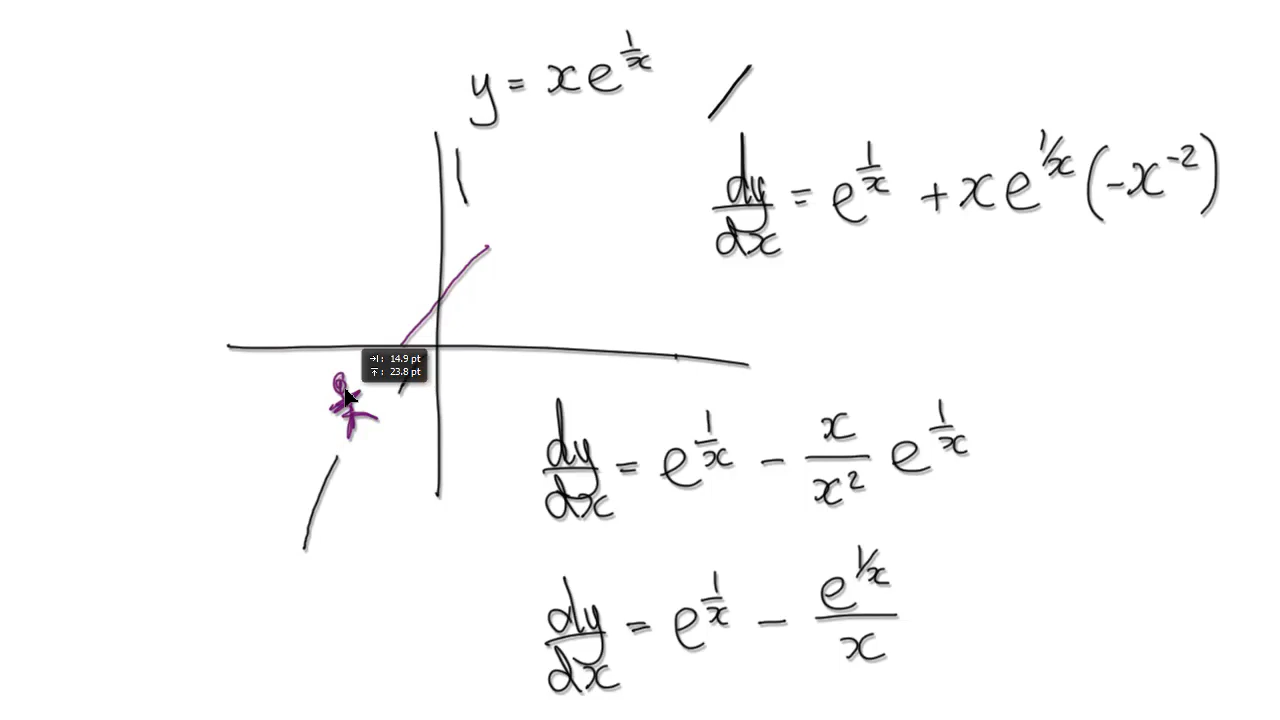 y = xe^{1/x}
dy/dx = e^{1/x} + xe^{1/x}(-x^{-2})
→I: 14.9 pt
⤒: 23.8 pt
dy/dx = e^{1/x} - x/x² e^{1/x}
dy/dx = e^{1/x} - e^{1/x}/x